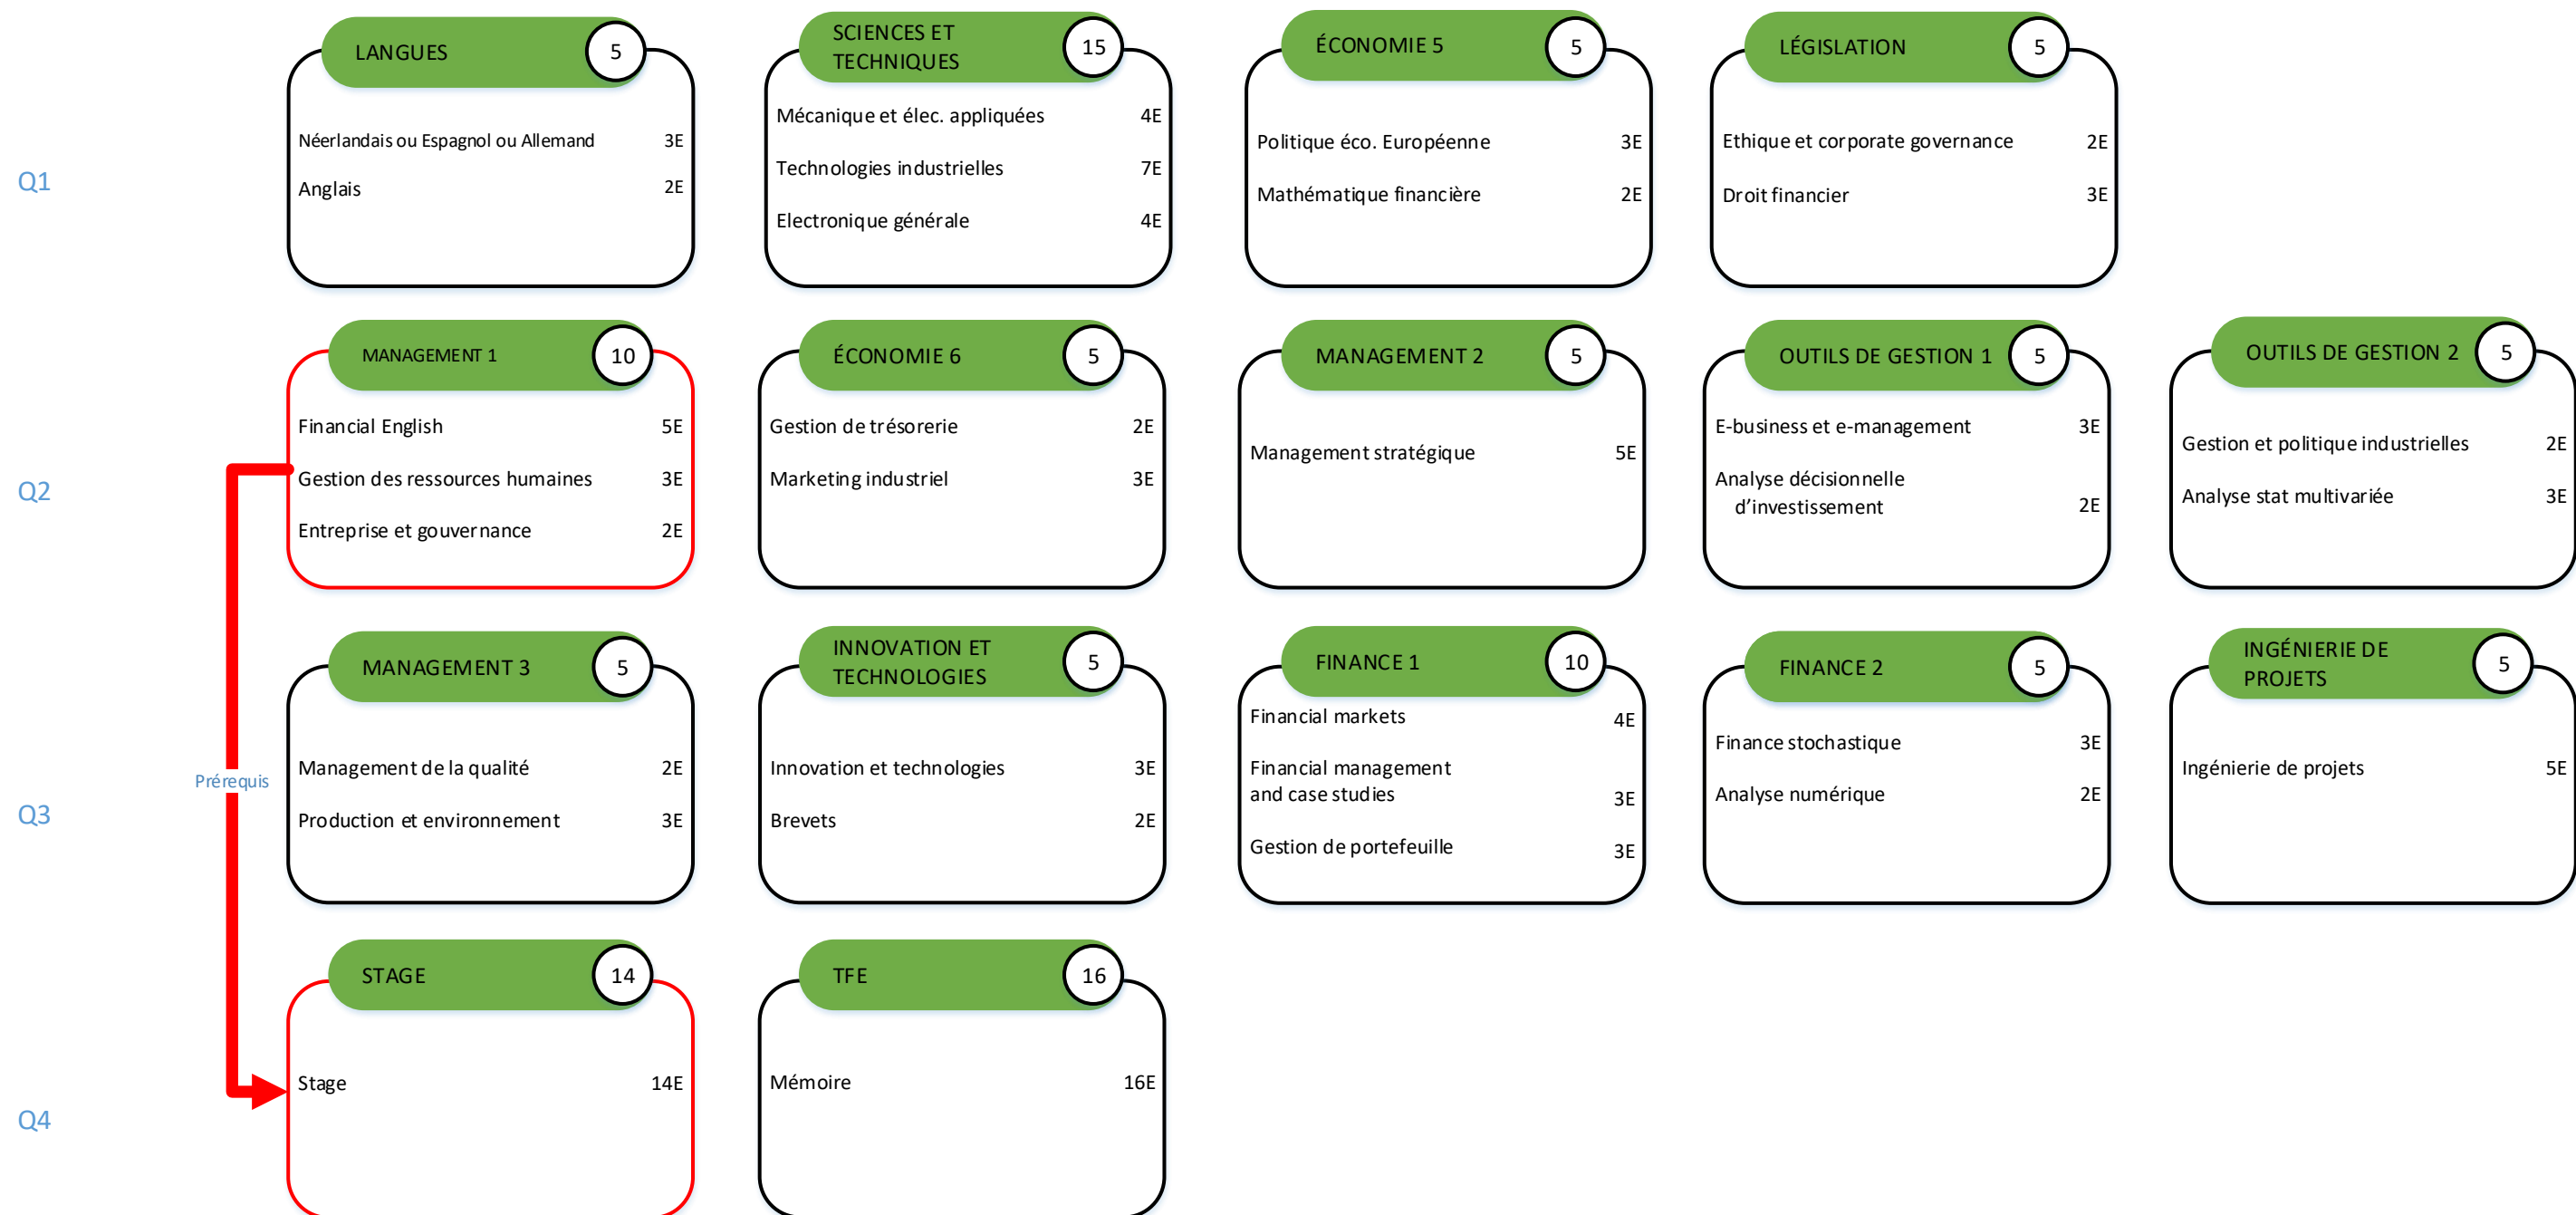 Q1
LANGUES 5
Néerlandais ou Espagnol ou Allemand 3E
Anglais 2E
SCIENCES ET
TECHNIQUES 15
Mécanique et élec. appliquées 4E
Technologies industrielles 7E
Electronique générale 4E
ÉCONOMIE 5 5
Politique éco. Européenne 3E
Mathématique financière 2E
LÉGISLATION 5
Ethique et corporate governance 2E
Droit financier 3E
Q2
MANAGEMENT 1 10
Financial English 5E
Gestion des ressources humaines 3E
Entreprise et gouvernance 2E
ÉCONOMIE 6 5
Gestion de trésorerie 2E
Marketing industriel 3E
MANAGEMENT 2 5
Management stratégique 5E
OUTILS DE GESTION 1 5
E-business et e-management 3E
Analyse décisionnelle
d’investissement 2E
OUTILS DE GESTION 2 5
Gestion et politique industrielles 2E
Analyse stat multivariée 3E
Prérequis
Q3
MANAGEMENT 3 5
Management de la qualité 2E
Production et environnement 3E
INNOVATION ET
TECHNOLOGIES 5
Innovation et technologies 3E
Brevets 2E
FINANCE 1 10
Financial markets 4E
Financial management
and case studies 3E
Gestion de portefeuille 3E
FINANCE 2 5
Finance stochastique 3E
Analyse numérique 2E
INGÉNIERIE DE
PROJETS 5
Ingénierie de projets 5E
Q4
STAGE 14
Stage 14E
TFE 16
Mémoire 16E